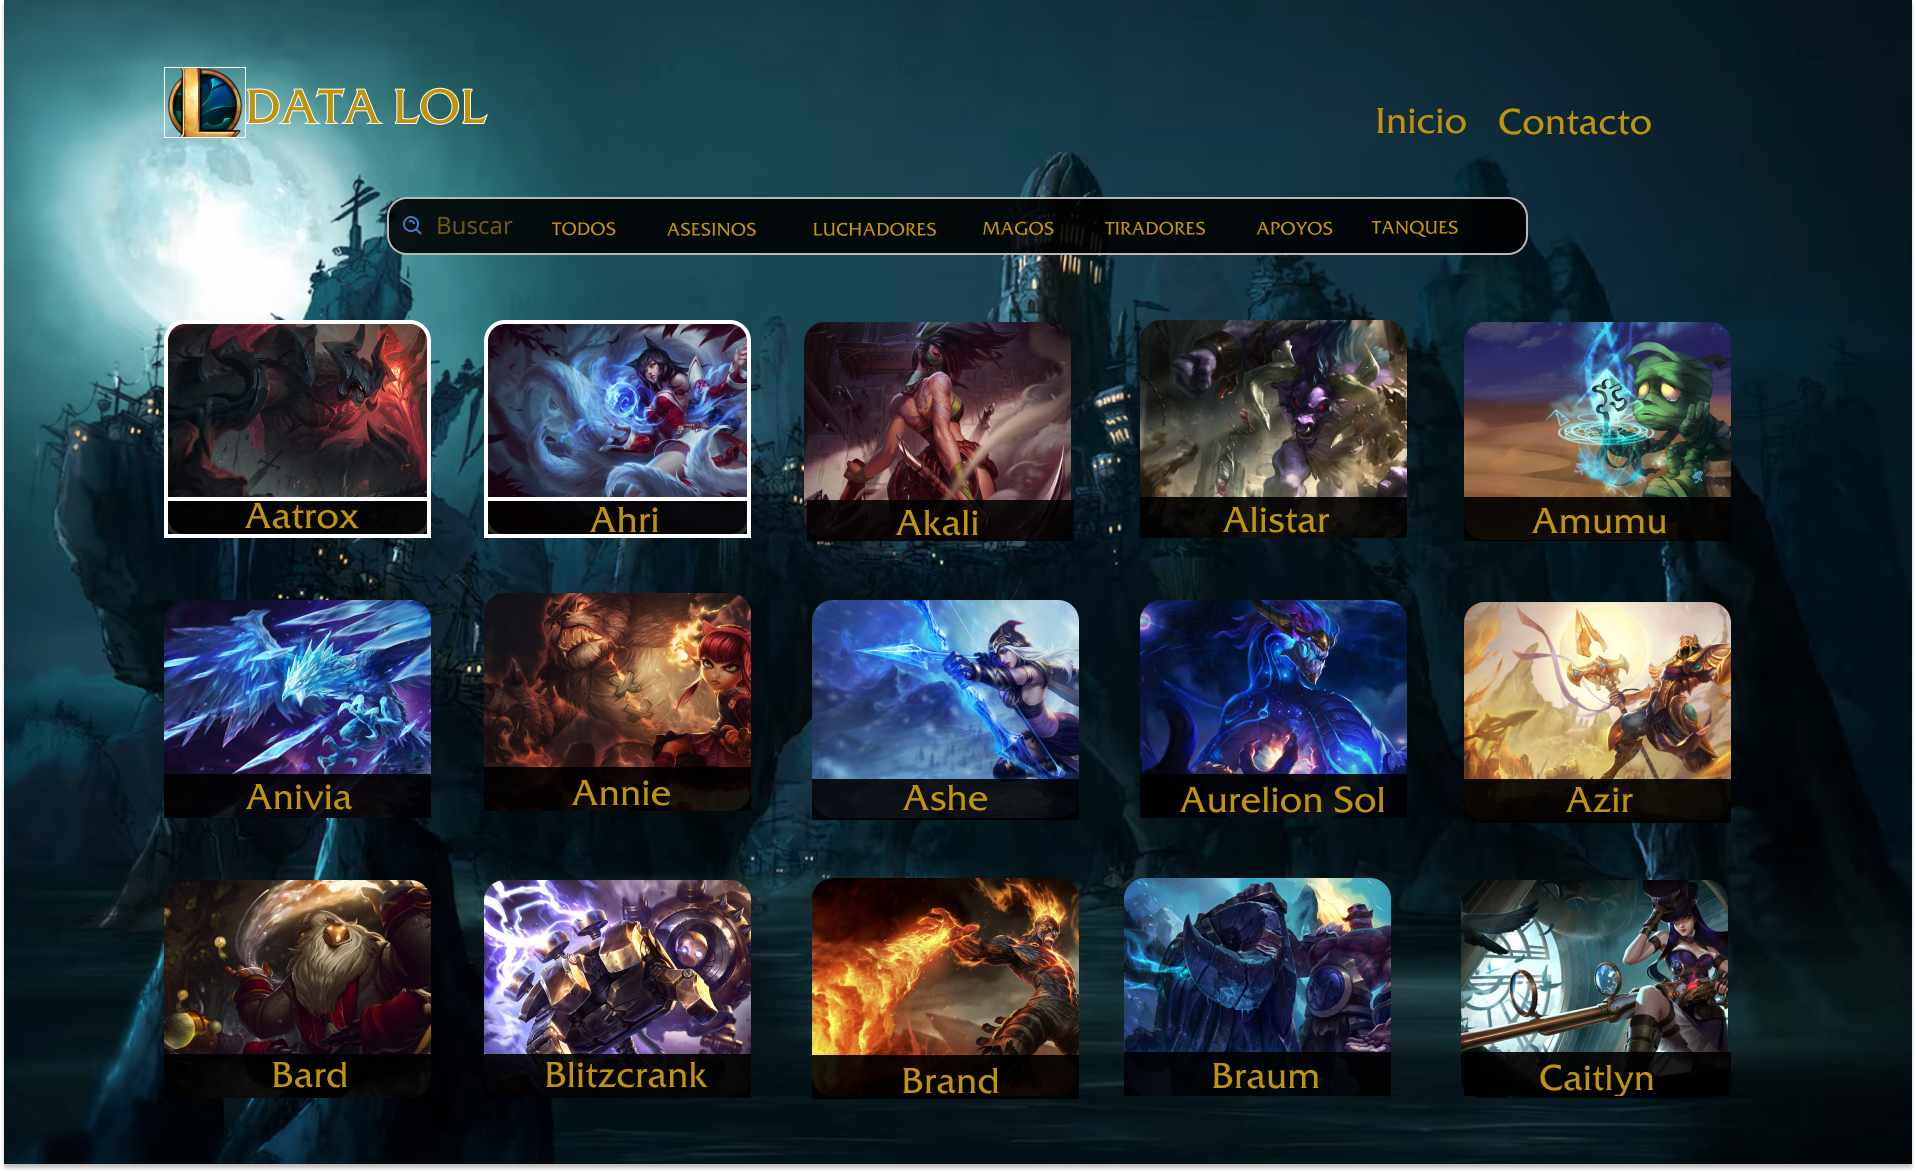 DATA LOL
Inicio Contacto
Buscar TODOS ASESINOS LUCHADORES MAGOS TIRADORES APOYOS TANQUES
Aatrox Ahri Akali Alistar Amumu
Anivia Annie Ashe Aurelion Sol Azir
Bard Blitzcrank Brand Braum Caitlyn